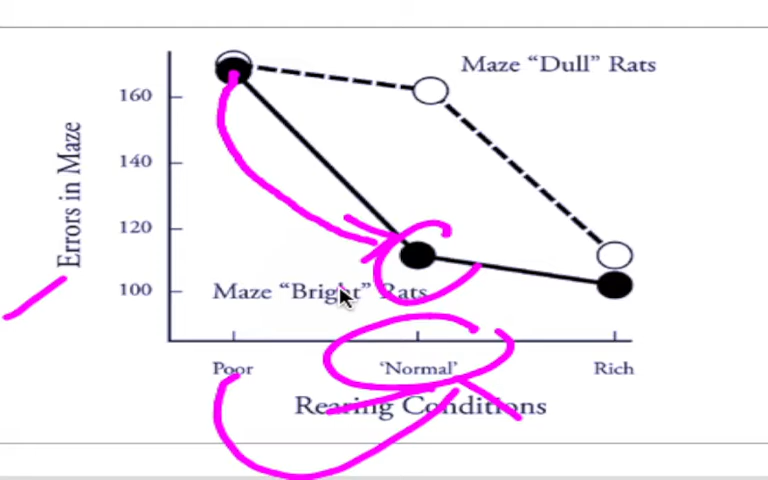 Maze “Dull” Rats
160
140
120
100
Errors in Maze
Maze “Bright” Rats
Poor
‘Normal’
Rich
Rearing Conditions